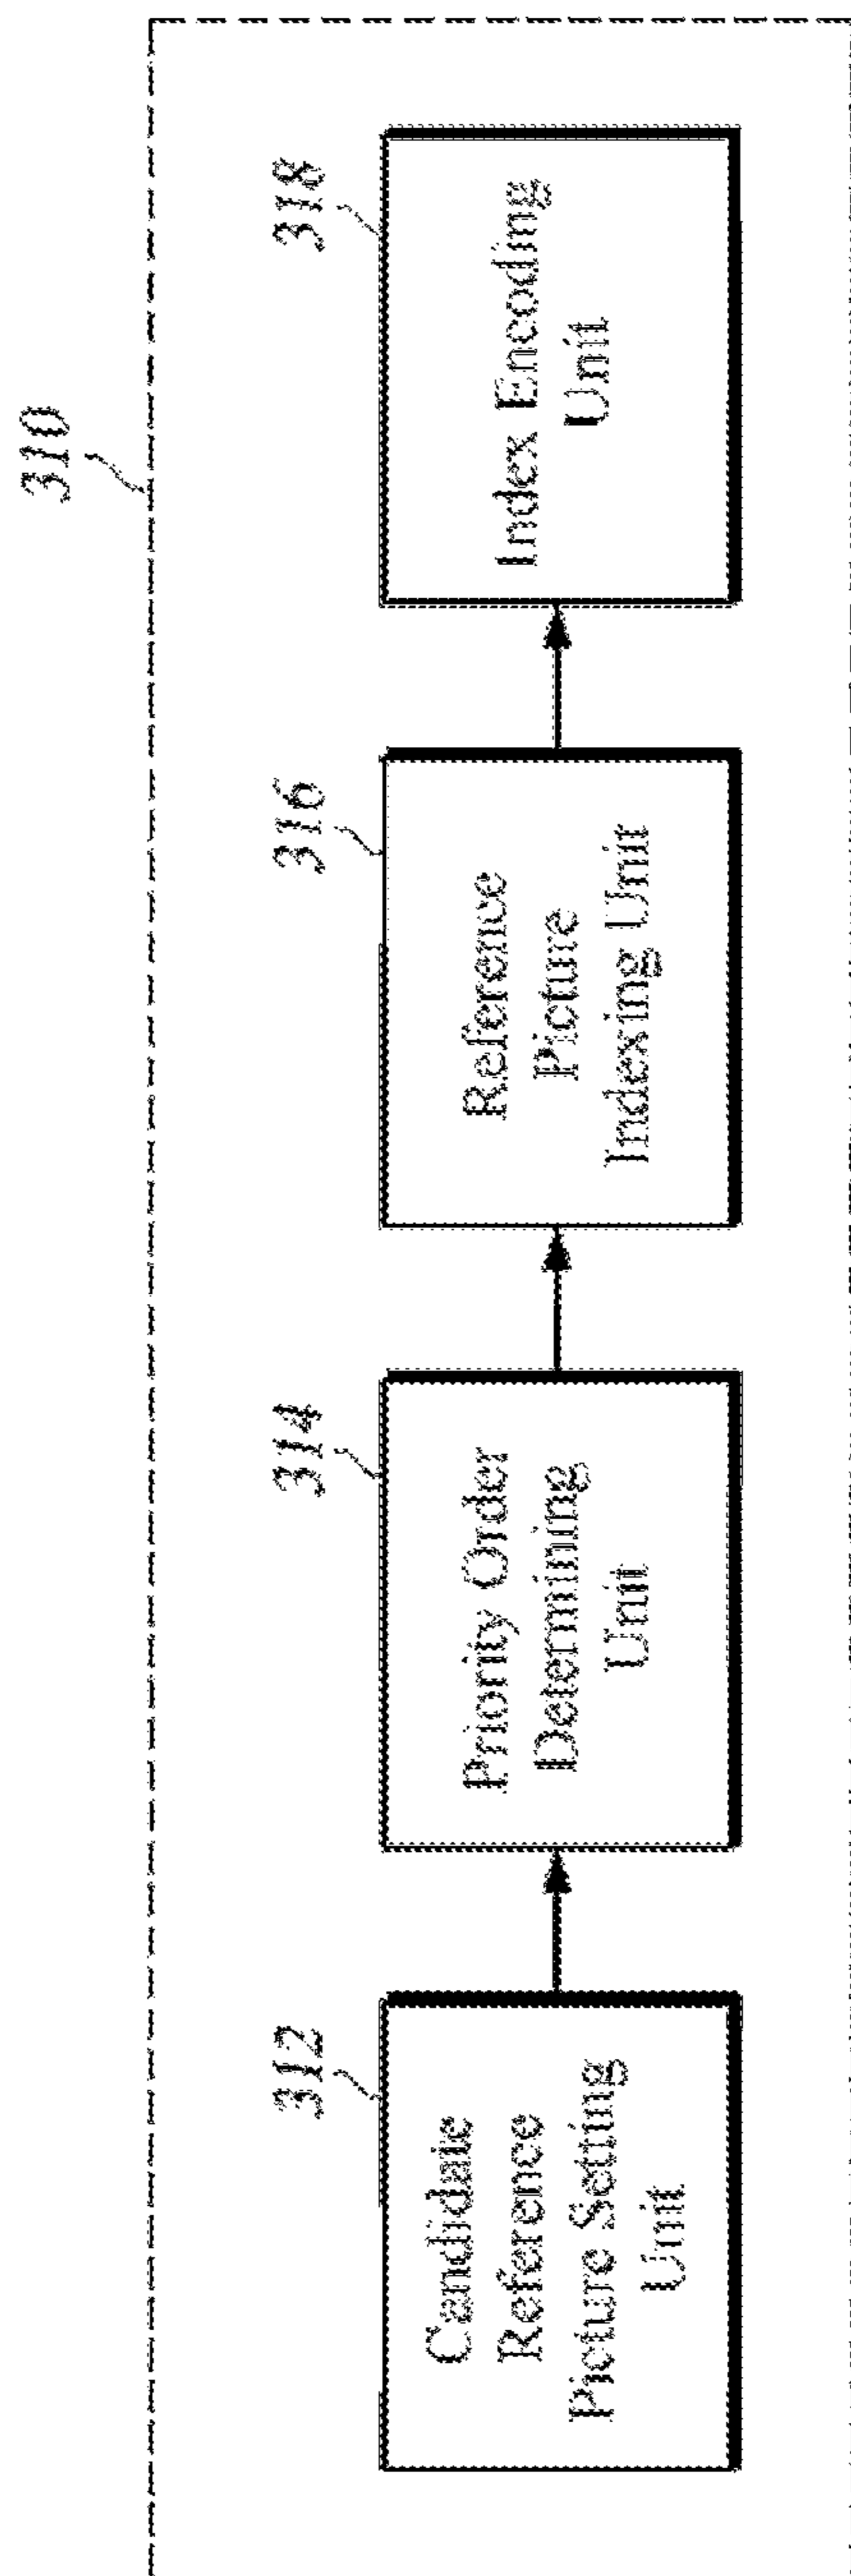 310
312
Candidate
Reference
Picture Setting
Unit
314
Priority Order
Determining
Unit
316
Reference
Picture
Indexing Unit
318
Index Encoding
Unit